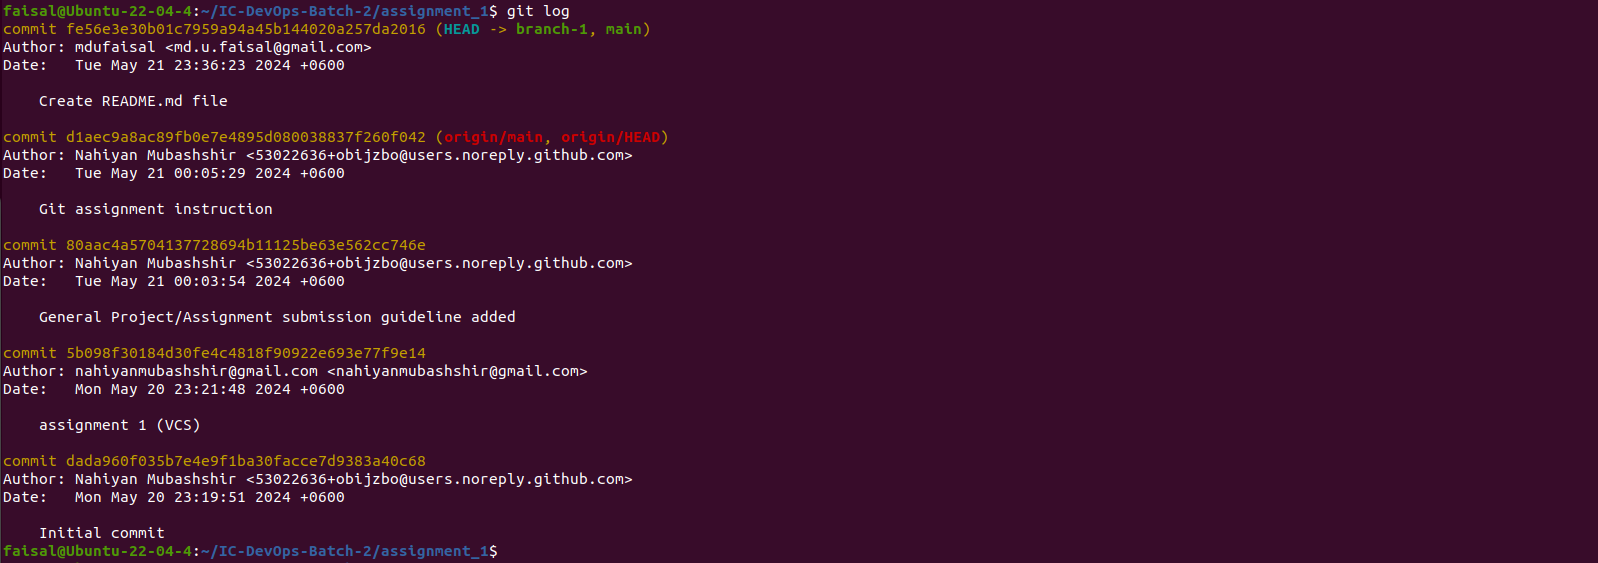 faisal@Ubuntu-22-04-4:~/IC-DevOps-Batch-2/assignment_1$ git log
commit fe56e3e30b01c7959a94a45b144020a257da2016 (HEAD -> branch-1, main)
Author: mdufaisal <md.u.faisal@gmail.com>
Date:   Tue May 21 23:36:23 2024 +0600
    Create README.md file
commit d1aec9a8ac89fb0e7e4895d080038837f260f042 (origin/main, origin/HEAD)
Author: Nahiyan Mubashshir <53022636+obijzbo@users.noreply.github.com>
Date:   Tue May 21 00:05:29 2024 +0600
    Git assignment instruction
commit 80aac4a5704137728694b11125be63e562cc746e
Author: Nahiyan Mubashshir <53022636+obijzbo@users.noreply.github.com>
Date:   Tue May 21 00:03:54 2024 +0600
    General Project/Assignment submission guideline added
commit 5b098f30184d30fe4c4818f90922e693e77f9e14
Author: nahiyanmubashshir@gmail.com <nahiyanmubashshir@gmail.com>
Date:   Mon May 20 23:21:48 2024 +0600
    assignment 1 (VCS)
commit dada960f035b7e4e9f1ba30facce7d9383a40c68
Author: Nahiyan Mubashshir <53022636+obijzbo@users.noreply.github.com>
Date:   Mon May 20 23:19:51 2024 +0600
    Initial commit
faisal@Ubuntu-22-04-4:~/IC-DevOps-Batch-2/assignment_1$